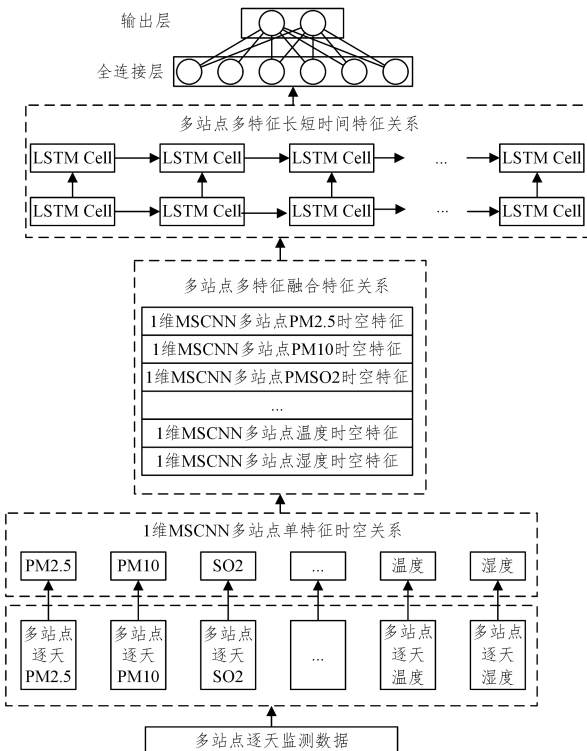 输出层
全连接层
多站点多特征长短时间特征关系
LSTM Cell LSTM Cell LSTM Cell ... LSTM Cell
LSTM Cell LSTM Cell LSTM Cell ... LSTM Cell
多站点多特征融合特征关系
1维MSCNN多站点PM2.5时空特征
1维MSCNN多站点PM10时空特征
1维MSCNN多站点PMSO2时空特征
...
1维MSCNN多站点温度时空特征
1维MSCNN多站点湿度时空特征
1维MSCNN多站点单特征时空关系
PM2.5 PM10 SO2 ... 温度 湿度
多站点 多站点 多站点 多站点 多站点
逐天 逐天 逐天 ... 逐天 逐天
PM2.5 PM10 SO2 温度 湿度
多站点逐天监测数据